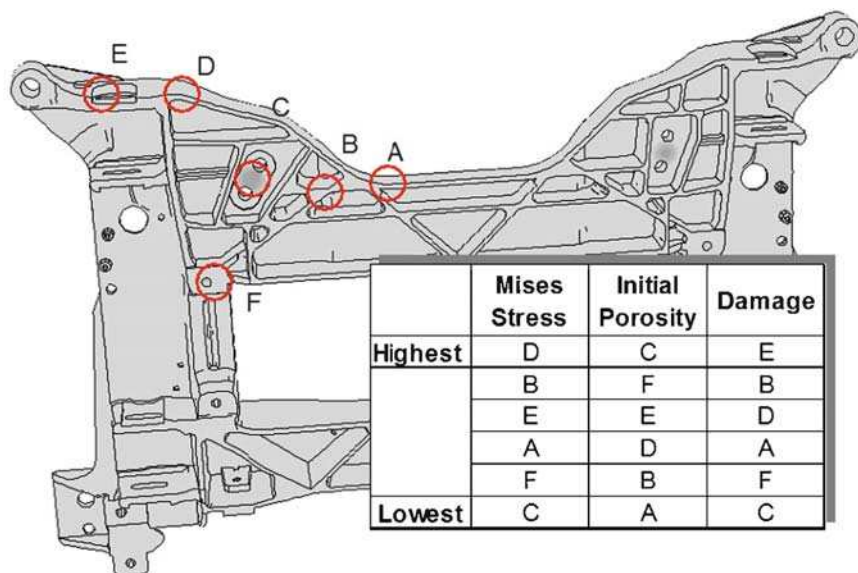 E
D
C
B
A
F
Mises Stress Initial Porosity Damage
Highest D C E
B F B
E E D
A D A
F B F
Lowest C A C